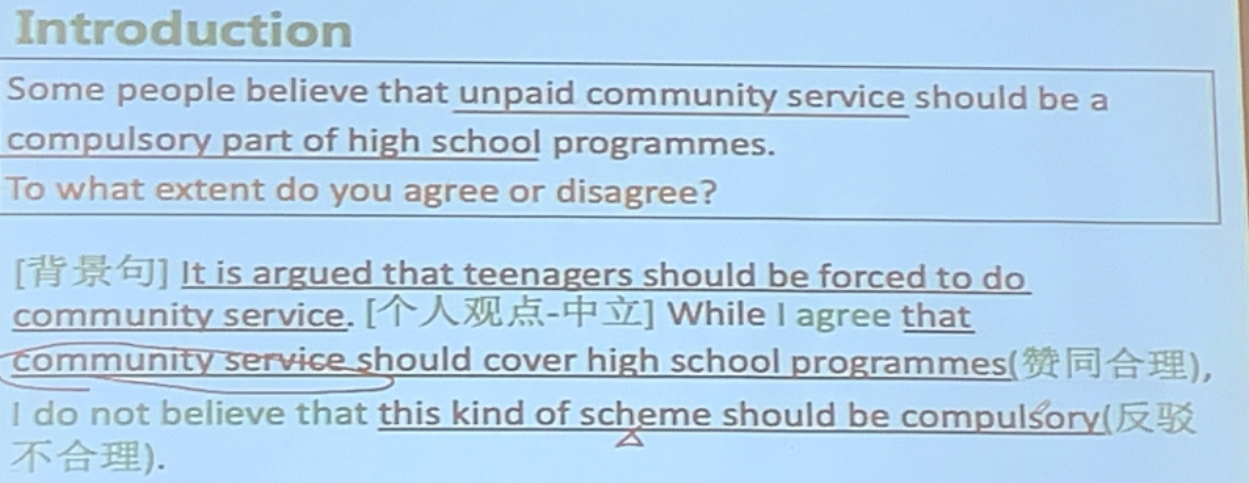 Introduction
Some people believe that unpaid community service should be a
compulsory part of high school programmes.
To what extent do you agree or disagree?
[背景句] It is argued that teenagers should be forced to do
community service. [个人观点-中立] While I agree that
community service should cover high school programmes(赞同合理),
I do not believe that this kind of scheme should be compulsory(反驳
不合理).